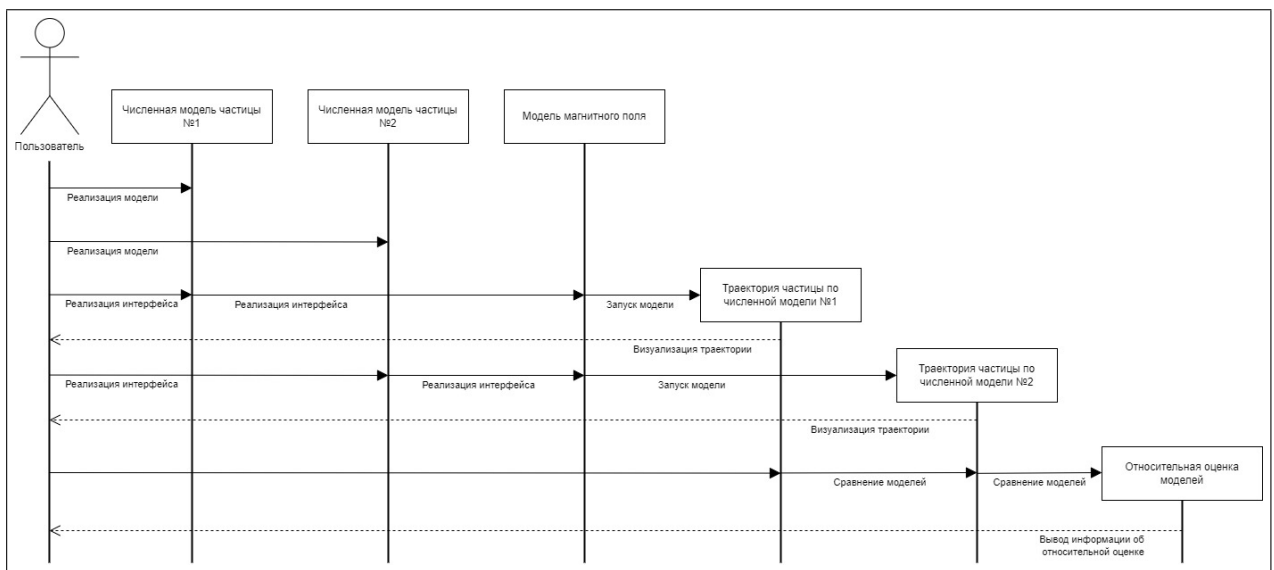 Пользователь
Численная модель частицы
№1
Численная модель частицы
№2
Модель магнитного поля
Реализация модели
Реализация модели
Реализация интерфейса
Реализация интерфейса
Запуск модели
Траектория частицы по
численной модели №1
Визуализация траектории
Реализация интерфейса
Реализация интерфейса
Запуск модели
Траектория частицы по
численной модели №2
Визуализация траектории
Сравнение моделей
Сравнение моделей
Относительная оценка
моделей
Вывод информации об
относительной оценке